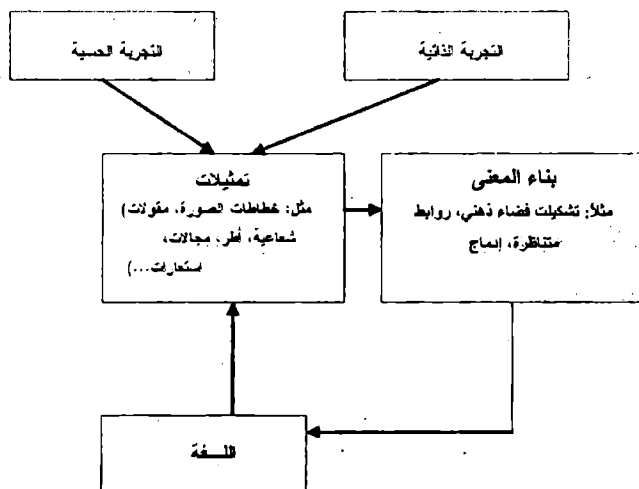 التجربة الحسية
التجربة الذاتية
تمثيلات
(مثل: خطاطات الصورة، مقولات
شعاعية، أطر، مجالات،
استعارات...)
بناء المعنى
مثلاً: تشكيلات فضاء ذهني، روابط
متناظرة، إدماج
اللـــغة